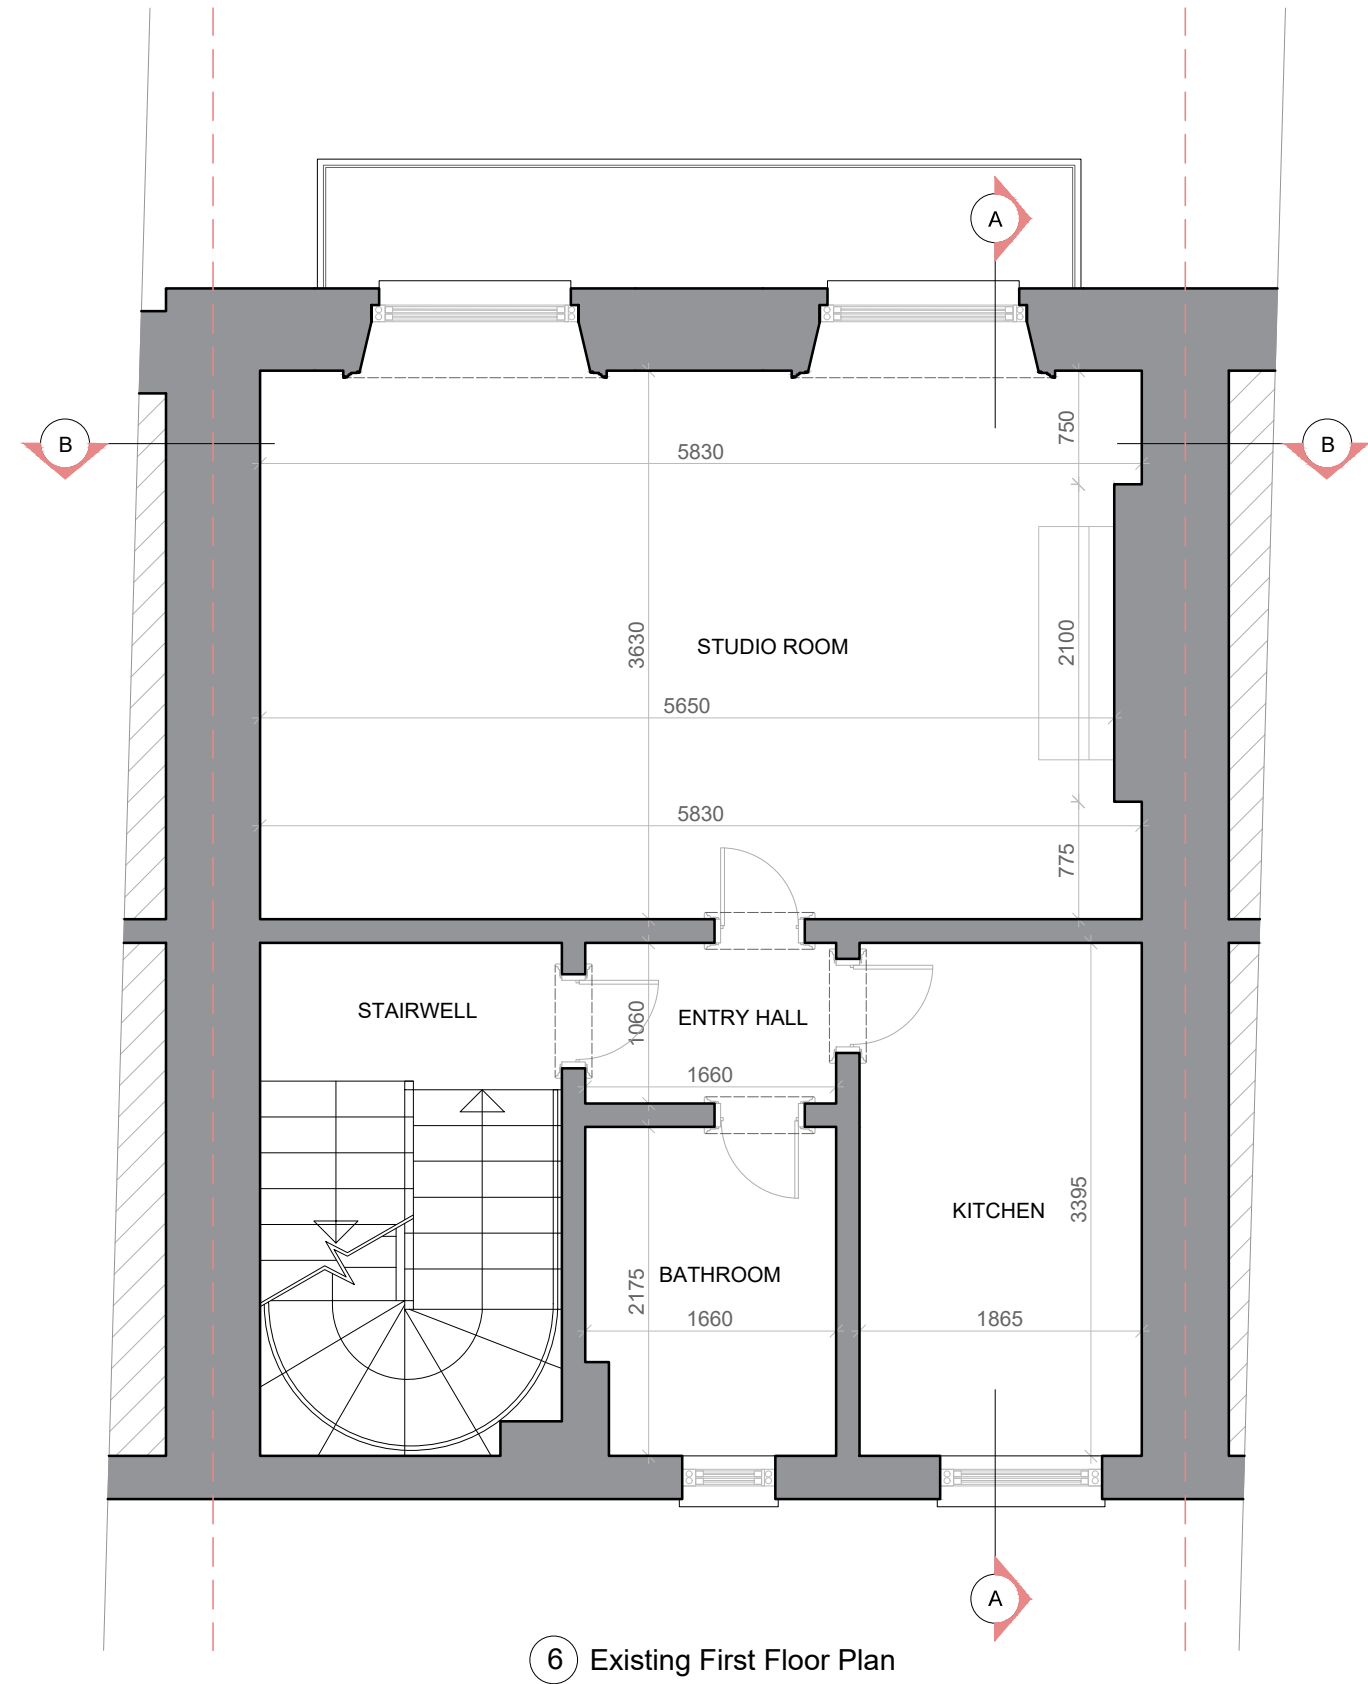 A
B
B
750
5830
3630
STUDIO ROOM
2100
5650
5830
775
STAIRWELL
1060
ENTRY HALL
1660
KITCHEN
3395
BATHROOM
2175
1660
1865
A
6 Existing First Floor Plan